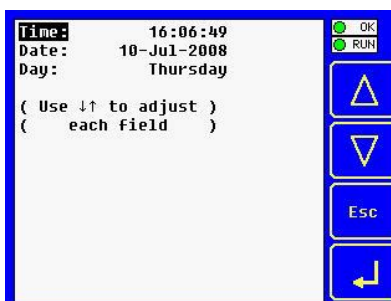 Time: 16:06:49
Date: 10-Jul-2008
Day: Thursday
( Use ↓↑ to adjust )
( each field )
OK
RUN
Esc